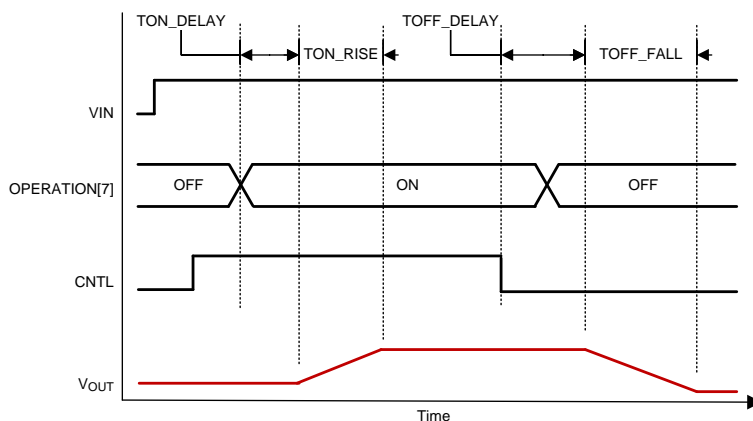 TON_DELAY
TOFF_DELAY
TON_RISE
TOFF_FALL
VIN
OPERATION[7]
OFF
ON
OFF
CNTL
VOUT
Time